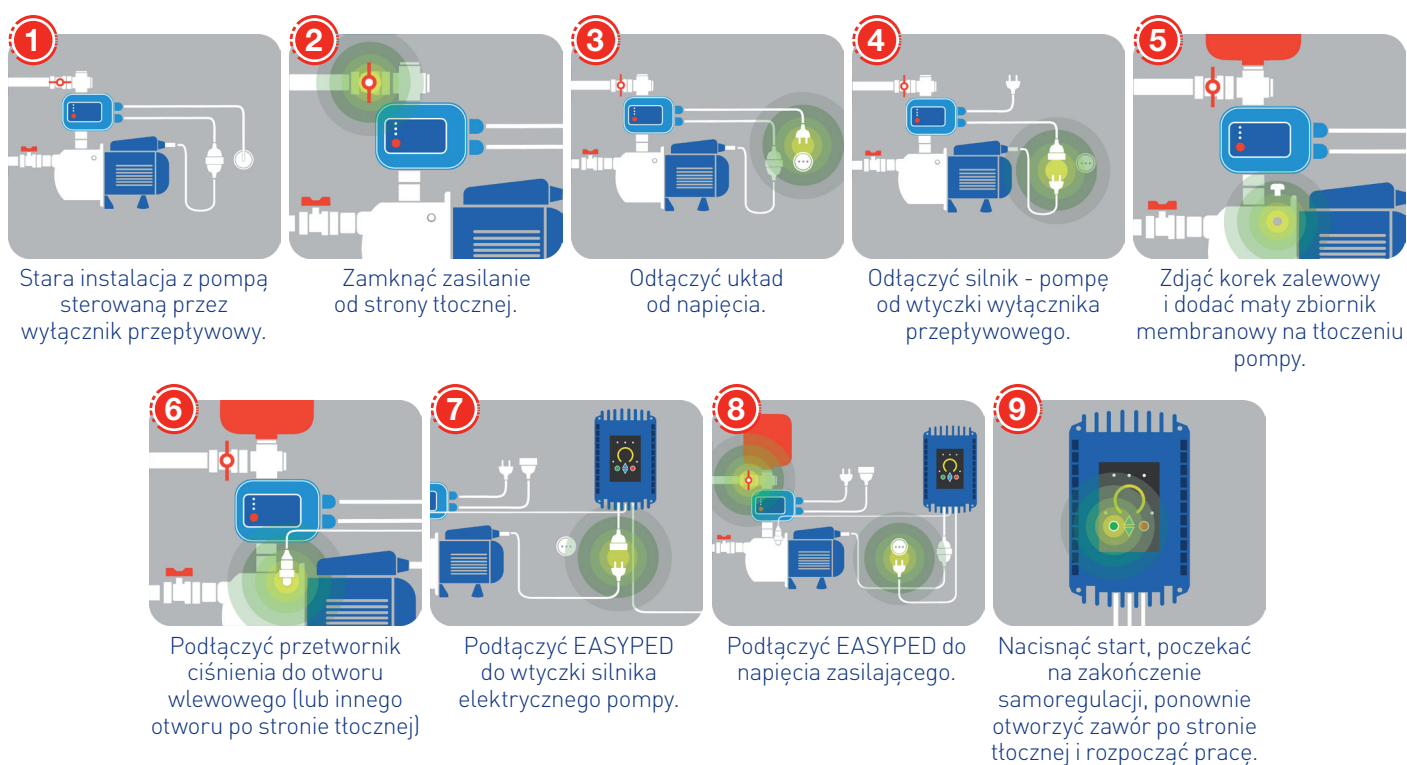 1
Stara instalacja z pompą
sterowaną przez
wyłącznik przepływowy.
2
Zamknąć zasilanie
od strony tłocznej.
3
Odłączyć układ
od napięcia.
4
Odłączyć silnik - pompę
od wtyczki wyłącznika
przepływowego.
5
Zdjąć korek zalewowy
i dodać mały zbiornik
membranowy na tłoczeniu
pompy.
6
Podłączyć przetwornik
ciśnienia do otworu
wlewowego (lub innego
otworu po stronie tłocznej)
7
Podłączyć EASYPED
do wtyczki silnika
elektrycznego pompy.
8
Podłączyć EASYPED do
napięcia zasilającego.
9
Nacisnąć start, poczekać
na zakończenie
samoregulacji, ponownie
otworzyć zawór po stronie
tłocznej i rozpocząć pracę.